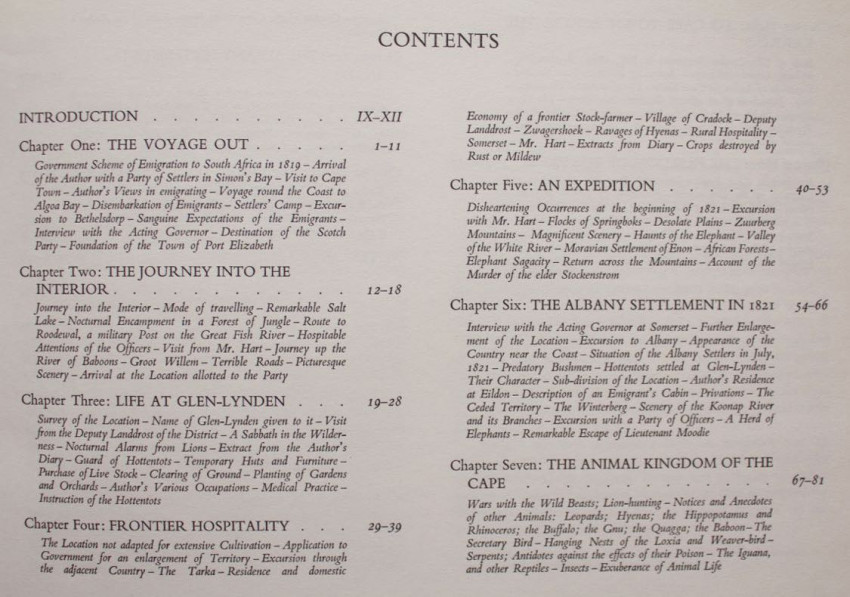 CONTENTS
INTRODUCTION . . . . . . . . . . IX–XII
Chapter One: THE VOYAGE OUT . . . . . 1–11
Government Scheme of Emigration to South Africa in 1819 – Arrival
of the Author with a Party of Settlers in Simon's Bay – Visit to Cape
Town – Author's Views in emigrating – Voyage round the Coast to
Algoa Bay – Disembarkation of Emigrants – Settlers' Camp – Excur-
sion to Bethelsdorp – Sanguine Expectations of the Emigrants –
Interview with the Acting Governor – Destination of the Scotch
Party – Foundation of the Town of Port Elizabeth
Chapter Two: THE JOURNEY INTO THE
INTERIOR . . . . . . . . . . . . 12–18
Journey into the Interior – Mode of travelling – Remarkable Salt
Lake – Nocturnal Encampment in a Forest of Jungle – Route to
Roodewal, a military Post on the Great Fish River – Hospitable
Attentions of the Officers – Visit from Mr. Hart – Journey up the
River of Baboons – Groot Willem – Terrible Roads – Picturesque
Scenery – Arrival at the Location allotted to the Party
Chapter Three: LIFE AT GLEN-LYNDEN . . . 19–28
Survey of the Location – Name of Glen-Lynden given to it – Visit
from the Deputy Landdrost of the District – A Sabbath in the Wilder-
ness – Nocturnal Alarms from Lions – Extract from the Author's
Diary – Guard of Hottentots – Temporary Huts and Furniture –
Purchase of Live Stock – Clearing of Ground – Planting of Gardens
and Orchards – Author's Various Occupations – Medical Practice –
Instruction of the Hottentots
Chapter Four: FRONTIER HOSPITALITY . . . 29–39
The Location not adapted for extensive Cultivation – Application to
Government for an enlargement of Territory – Excursion through
the adjacent Country – The Tarka – Residence and domestic
Economy of a frontier Stock-farmer – Village of Cradock – Deputy
Landdrost – Zwagershoek – Ravages of Hyenas – Rural Hospitality –
Somerset – Mr. Hart – Extracts from Diary – Crops destroyed by
Rust or Mildew
Chapter Five: AN EXPEDITION . . . . . . 40–53
Disheartening Occurrences at the beginning of 1821 – Excursion
with Mr. Hart – Flocks of Springboks – Desolate Plains – Zuurberg
Mountains – Magnificent Scenery – Haunts of the Elephant – Valley
of the White River – Moravian Settlement of Enon – African Forests –
Elephant Sagacity – Return across the Mountains – Account of the
Murder of the elder Stockenstrom
Chapter Six: THE ALBANY SETTLEMENT IN 1821 54–66
Interview with the Acting Governor at Somerset – Further Enlarge-
ment of the Location – Excursion to Albany – Appearance of the
Country near the Coast – Situation of the Albany Settlers in July,
1821 – Predatory Bushmen – Hottentots settled at Glen-Lynden –
Their Character – Sub-division of the Location – Author's Residence
at Eildon – Description of an Emigrant's Cabin – Privations – The
Ceded Territory – The Winterberg – Scenery of the Koonap River
and its Branches – Excursion with a Party of Officers – A Herd of
Elephants – Remarkable Escape of Lieutenant Moodie
Chapter Seven: THE ANIMAL KINGDOM OF THE
CAPE . . . . . . . . . . . . . 67–81
Wars with the Wild Beasts; Lion-hunting – Notices and Anecdotes
of other Animals: Leopards; Hyenas; the Hippopotamus and
Rhinoceros; the Buffalo; the Gnu; the Quagga; the Baboon – The
Secretary Bird – Hanging Nests of the Loxia and Weaver-bird –
Serpents; Antidotes against the effects of their Poison – The Iguana,
and other Reptiles – Insects – Exuberance of Animal Life